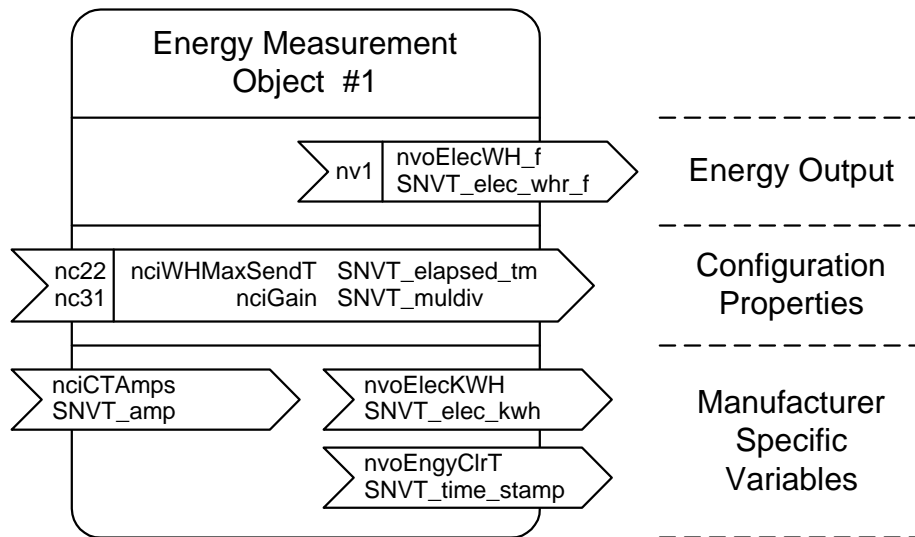 Energy Measurement
Object #1
nv1
nvoElecWH_f
SNVT_elec_whr_f
Energy Output
nc22 nciWHMaxSendT SNVT_elapsed_tm
nc31 nciGain SNVT_muldiv
Configuration
Properties
nciCTAmps
SNVT_amp
nvoElecKWH
SNVT_elec_kwh
nvoEngyClrT
SNVT_time_stamp
Manufacturer
Specific
Variables